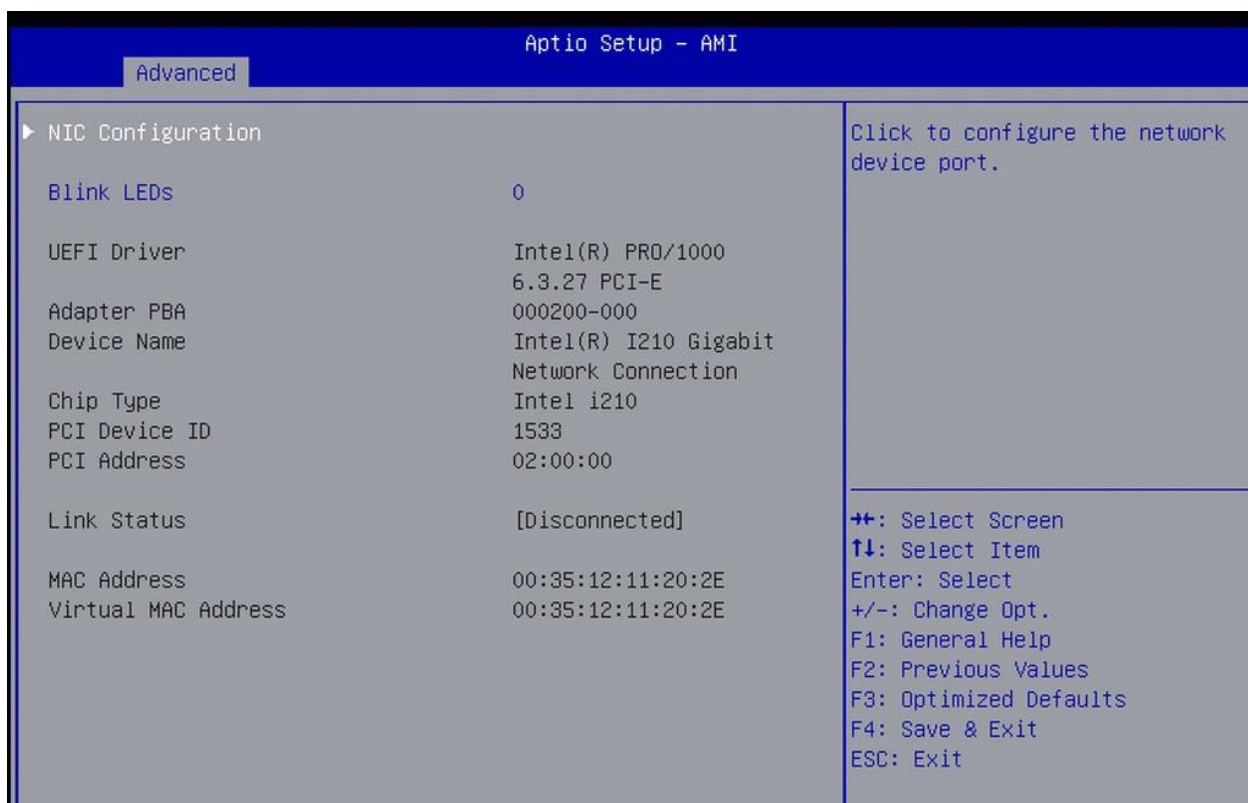 Aptio Setup – AMI
Advanced
▶ NIC Configuration
Blink LEDs 0
UEFI Driver Intel(R) PRO/1000
6.3.27 PCI-E
Adapter PBA 000200-000
Device Name Intel(R) I210 Gigabit
Network Connection
Chip Type Intel i210
PCI Device ID 1533
PCI Address 02:00:00
Link Status [Disconnected]
MAC Address 00:35:12:11:20:2E
Virtual MAC Address 00:35:12:11:20:2E
Click to configure the network
device port.
→←: Select Screen
↑↓: Select Item
Enter: Select
+/-: Change Opt.
F1: General Help
F2: Previous Values
F3: Optimized Defaults
F4: Save & Exit
ESC: Exit